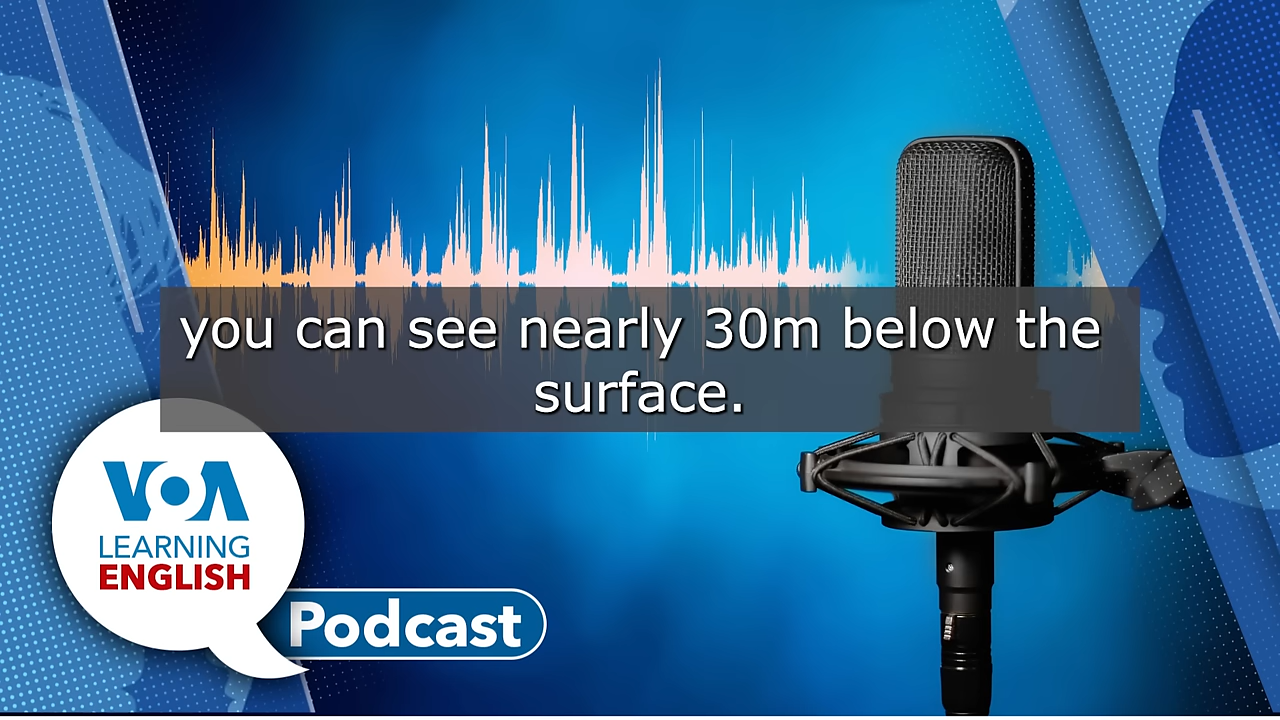 you can see nearly 30m below the
surface.
VOA
LEARNING
ENGLISH
Podcast